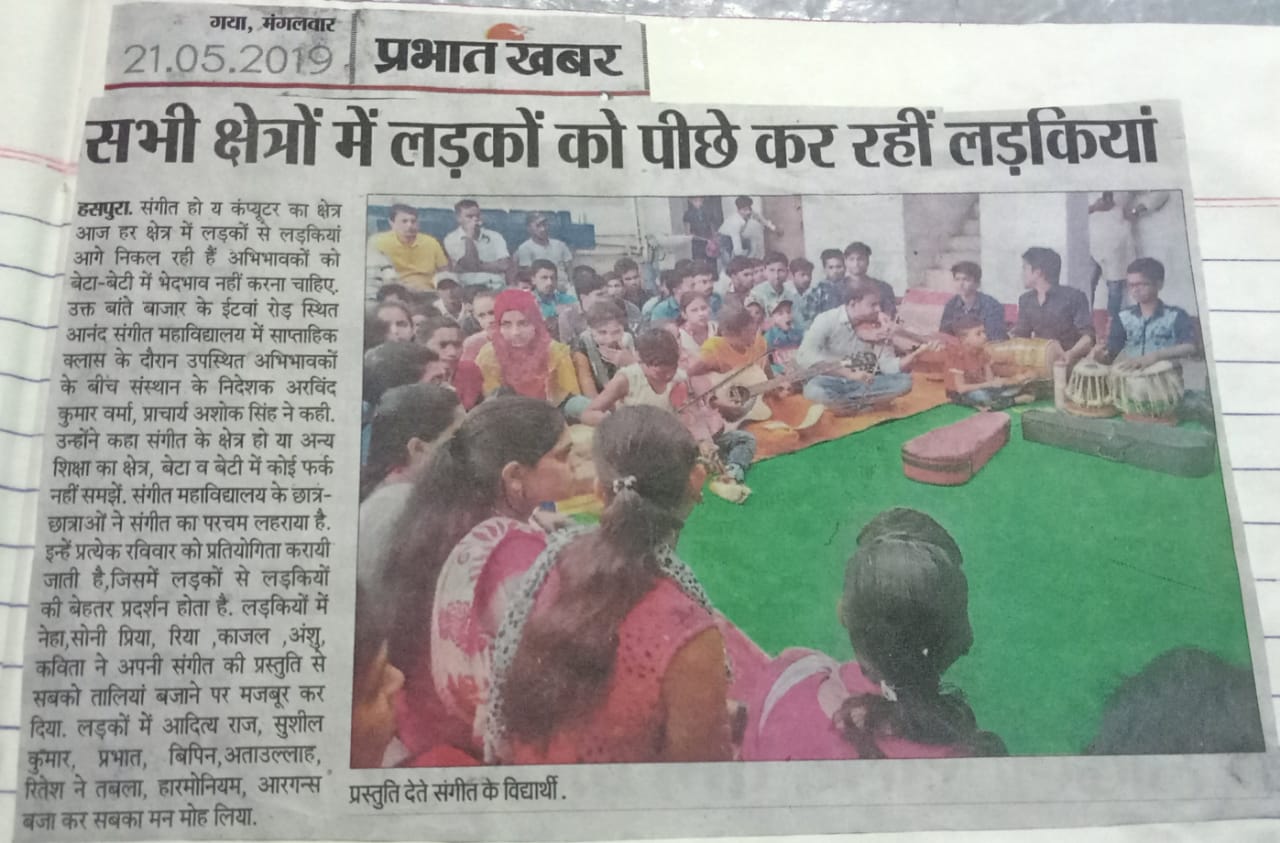 गया, मंगलवार
21.05.2019
प्रभात खबर
सभी क्षेत्रों में लड़कों को पीछे कर रहीं लड़कियां
हसपुरा. संगीत हो य कंप्यूटर का क्षेत्र
आज हर क्षेत्र में लड़कों से लड़कियां
आगे निकल रही हैं अभिभावकों को
बेटा-बेटी में भेदभाव नहीं करना चाहिए.
उक्त बांते बाजार के ईटवां रोड़ स्थित
आनंद संगीत महाविद्यालय में साप्ताहिक
क्लास के दौरान उपस्थित अभिभावकों
के बीच संस्थान के निदेशक अरविंद
कुमार वर्मा, प्राचार्य अशोक सिंह ने कही.
उन्होंने कहा संगीत के क्षेत्र हो या अन्य
शिक्षा का क्षेत्र, बेटा व बेटी में कोई फर्क
नहीं समझें. संगीत महाविद्यालय के छात्र-
छात्राओं ने संगीत का परचम लहराया है.
इन्हें प्रत्येक रविवार को प्रतियोगिता करायी
जाती है,जिसमें लड़कों से लड़कियों
की बेहतर प्रदर्शन होता है. लड़कियों में
नेहा,सोनी प्रिया, रिया ,काजल ,अंशु,
कविता ने अपनी संगीत की प्रस्तुति से
सबको तालियां बजाने पर मजबूर कर
दिया. लड़कों में आदित्य राज, सुशील
कुमार, प्रभात, बिपिन,अताउल्लाह,
रितेश ने तबला, हारमोनियम, आरगन्स
बजा कर सबका मन मोह लिया.
प्रस्तुति देते संगीत के विद्यार्थी.